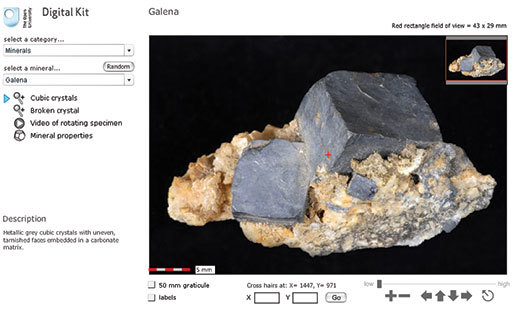 The Open
University
Digital Kit
Galena
Red rectangle field of view = 43 x 29 mm
select a category...
Minerals
select a mineral...
Random
Galena
Cubic crystals
Broken crystal
Video of rotating specimen
Mineral properties
Description
Metallic grey cubic crystals with uneven,
tarnished faces embedded in a carbonate
matrix.
5 mm
50 mm graticule
labels
Cross hairs at: X= 1447, Y= 971
X
Y
Go
low
high